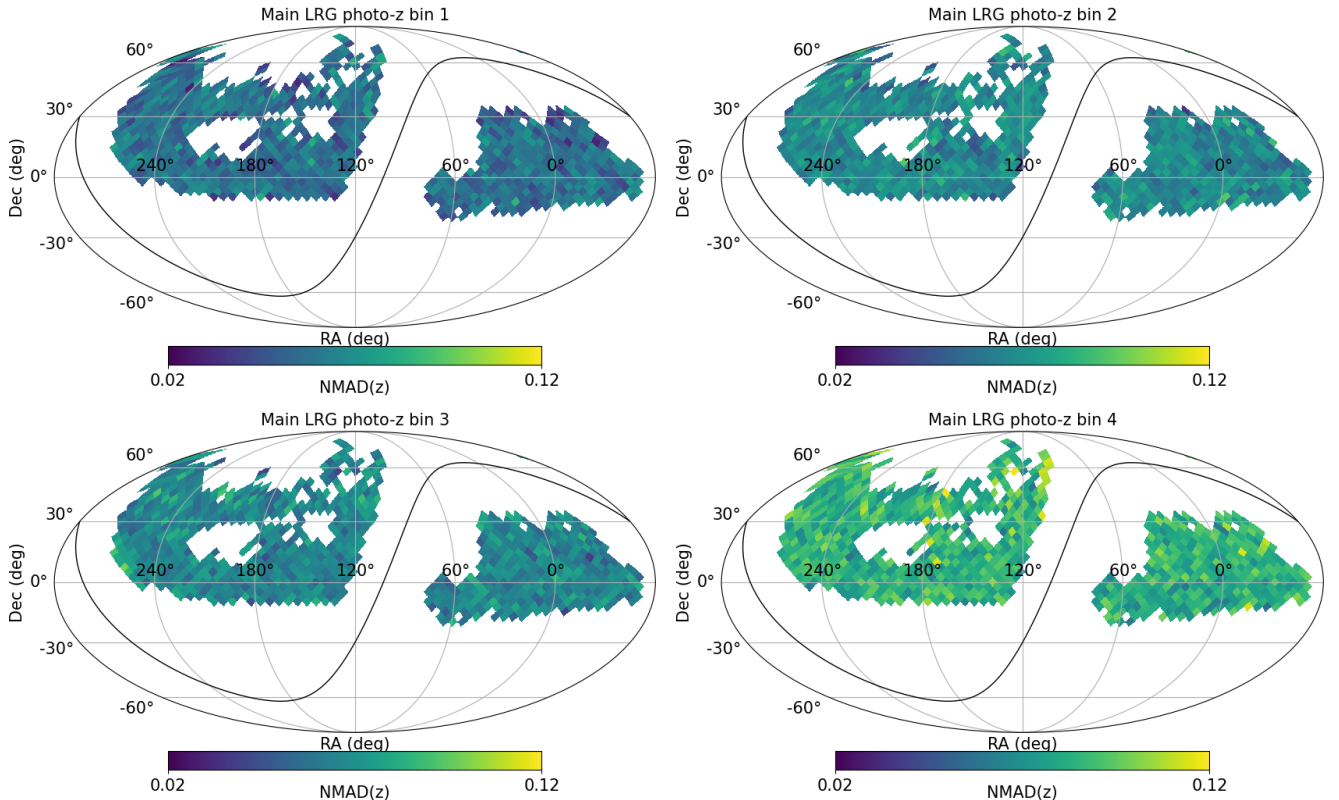 Main LRG photo-z bin 1
60°
30°
0°
-30°
-60°
240° 180° 120° 60° 0°
Dec (deg)
RA (deg)
0.02 0.12
NMAD(z)
Main LRG photo-z bin 2
60°
30°
0°
-30°
-60°
240° 180° 120° 60° 0°
Dec (deg)
RA (deg)
0.02 0.12
NMAD(z)
Main LRG photo-z bin 3
60°
30°
0°
-30°
-60°
240° 180° 120° 60° 0°
Dec (deg)
RA (deg)
0.02 0.12
NMAD(z)
Main LRG photo-z bin 4
60°
30°
0°
-30°
-60°
240° 180° 120° 60° 0°
Dec (deg)
RA (deg)
0.02 0.12
NMAD(z)